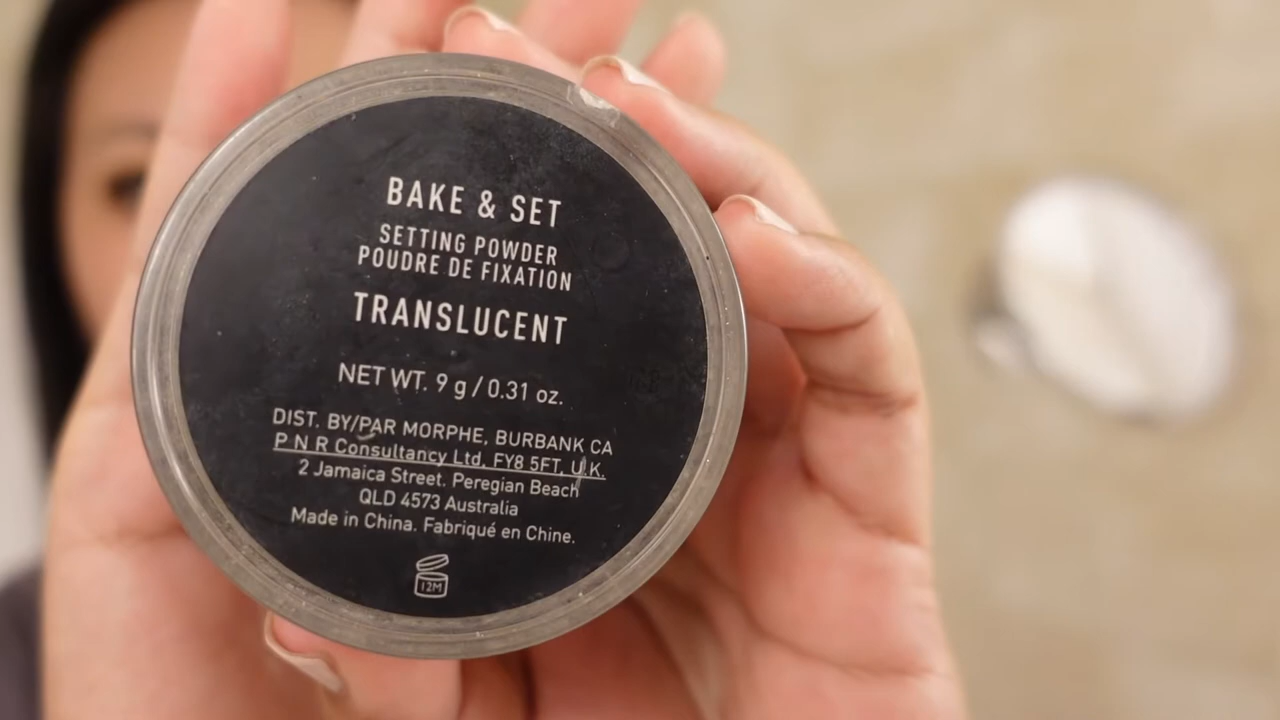 BAKE & SET
SETTING POWDER
POUDRE DE FIXATION
TRANSLUCENT
NET WT. 9 g / 0.31 oz.
DIST. BY/PAR MORPHE, BURBANK CA
P N R Consultancy Ltd, FY8 5FT, U.K.
2 Jamaica Street. Peregian Beach
QLD 4573 Australia
Made in China. Fabriqué en Chine.
12M